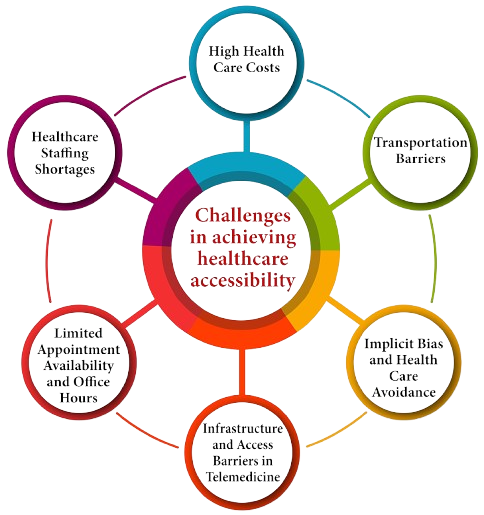 High Health
Care Costs
Transportation
Barriers
Implicit Bias
and Health
Care
Avoidance
Infrastructure
and Access
Barriers in
Telemedicine
Limited
Appointment
Availability
and Office
Hours
Healthcare
Staffing
Shortages
Challenges
in achieving
healthcare
accessibility